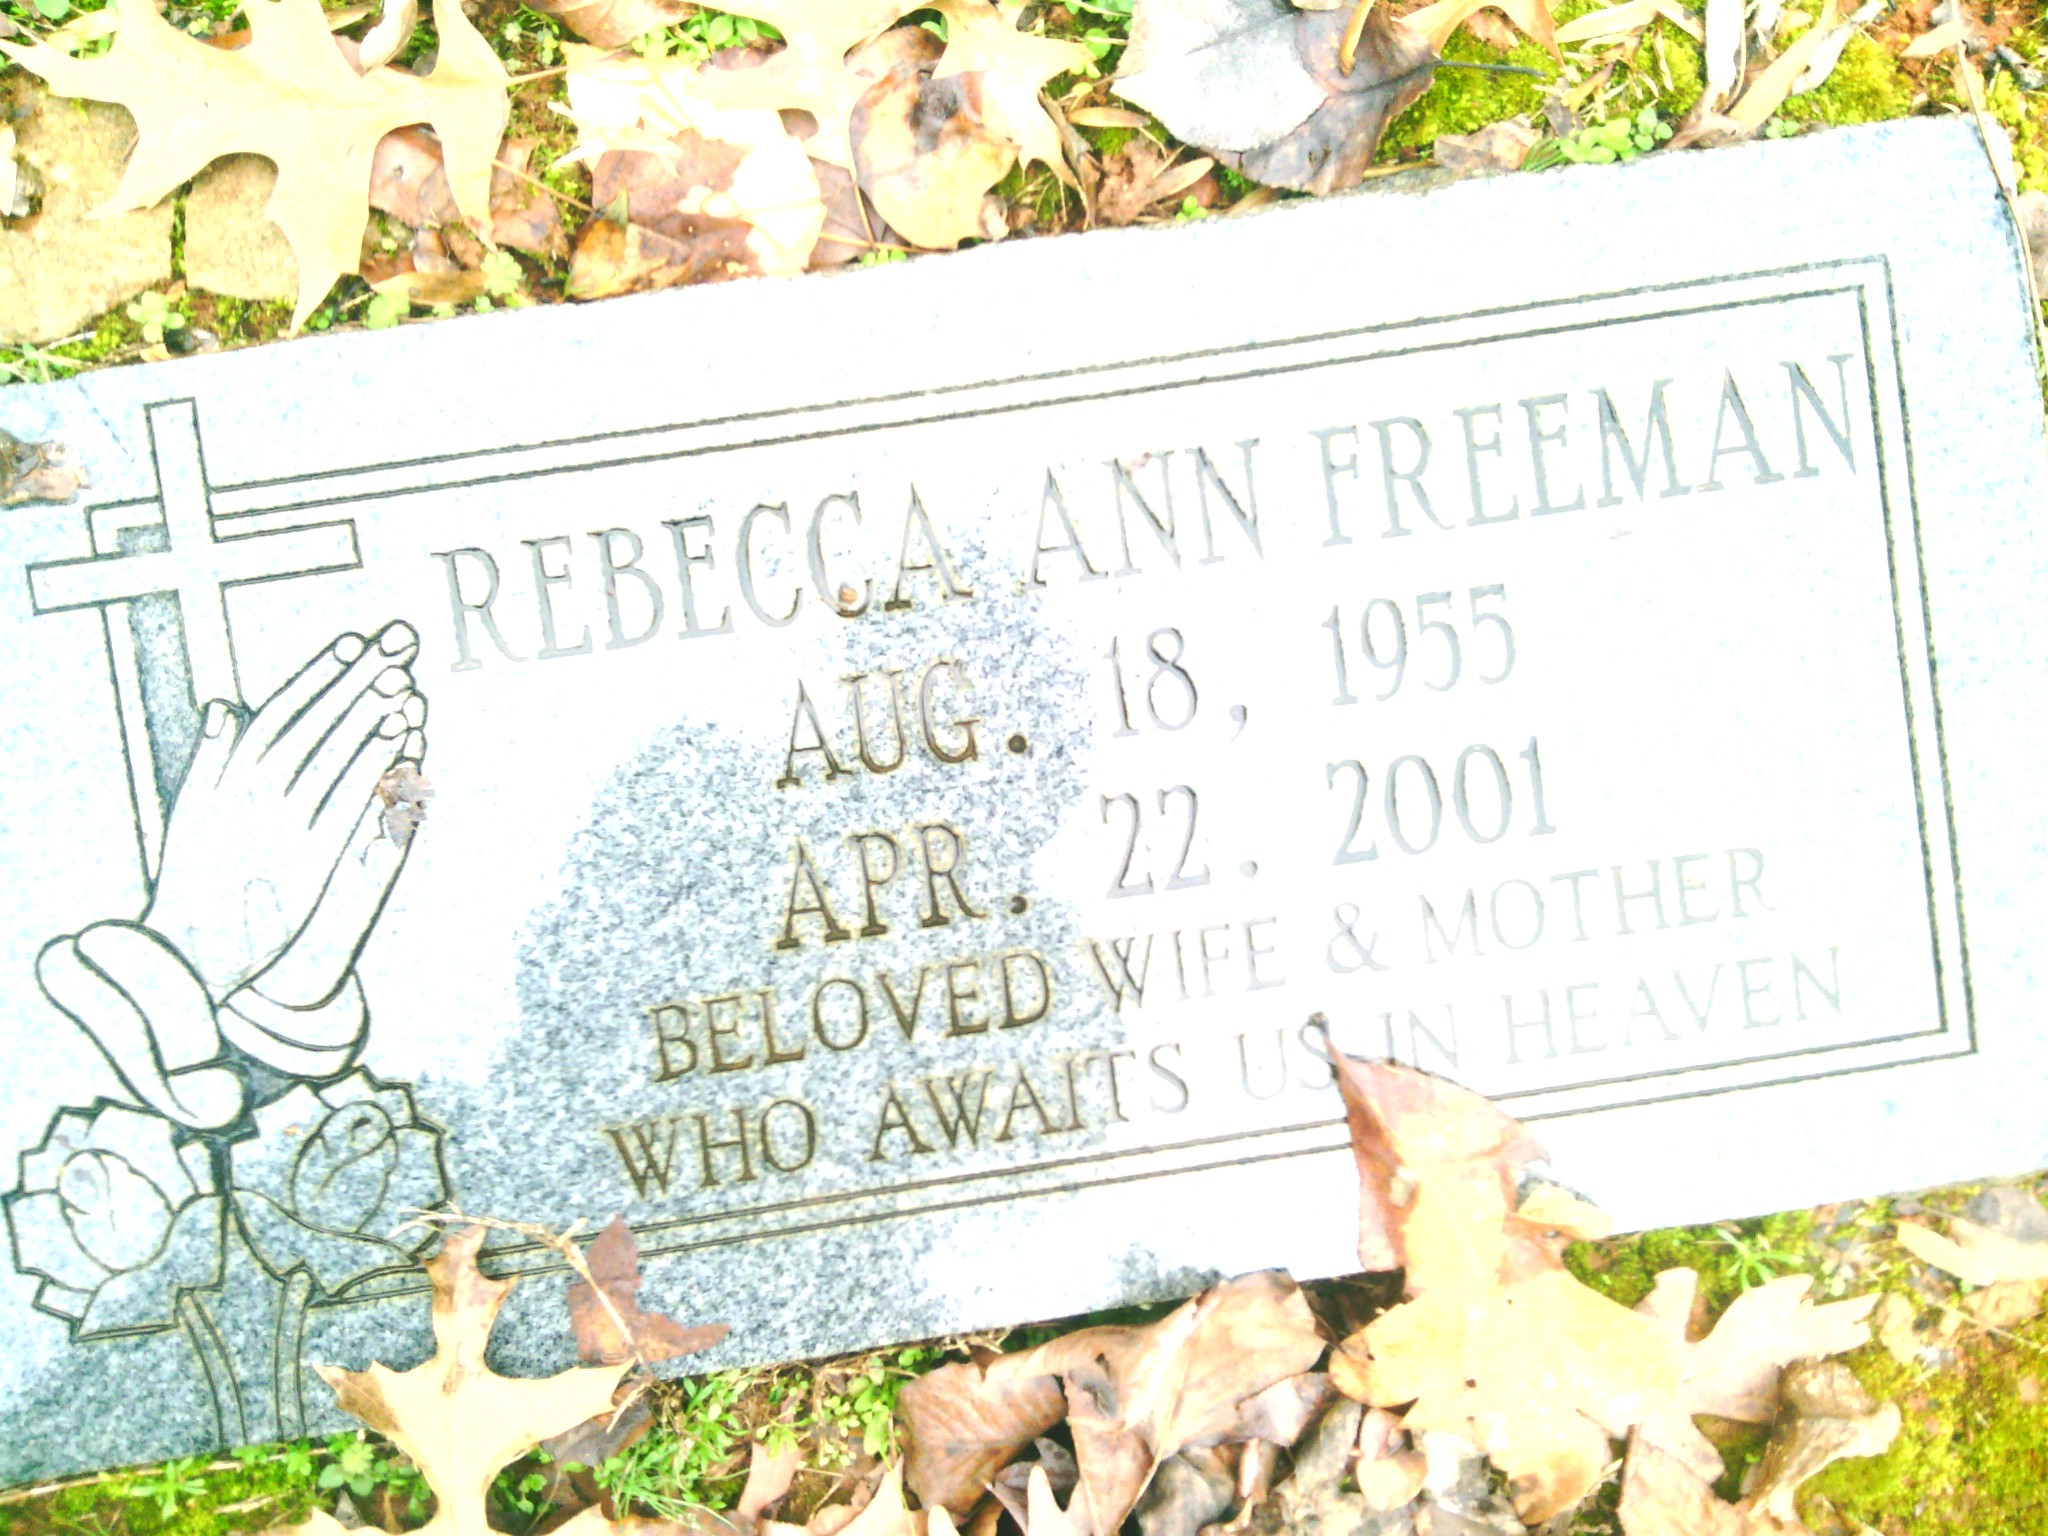 REBECCA ANN FREEMAN
AUG. 18, 1955
APR. 22. 2001
BELOVED WIFE & MOTHER
WHO AWAITS US IN HEAVEN